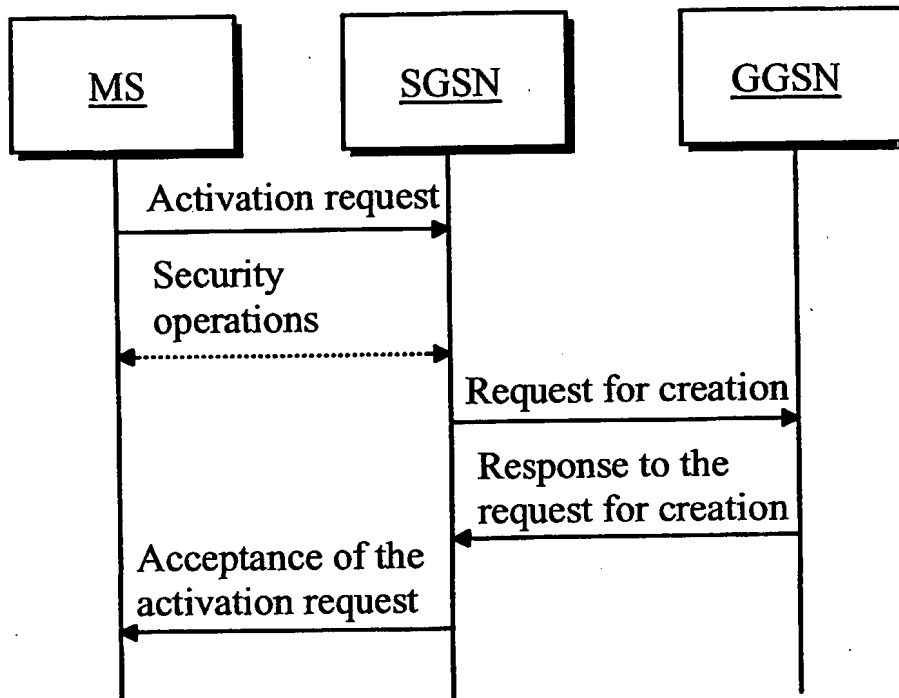 MS
SGSN
GGSN
Activation request
Security
operations
Request for creation
Response to the
request for creation
Acceptance of the
activation request